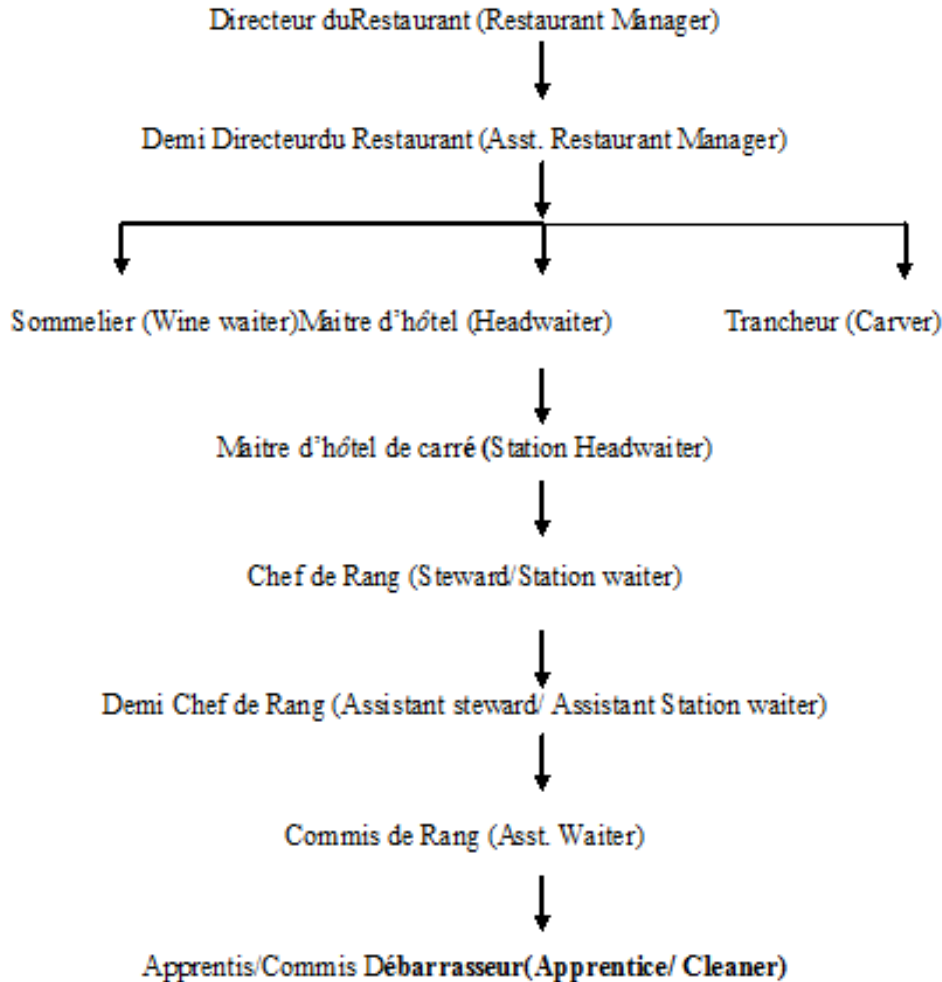 Directeur duRestaurant (Restaurant Manager)
Demi Directeurdu Restaurant (Asst. Restaurant Manager)
Sommelier (Wine waiter)Maitre d'hótel (Headwaiter) Trancheur (Carver)
Maitre d'hótel de carré (Station Headwaiter)
Chef de Rang (Steward/Station waiter)
Demi Chef de Rang (Assistant steward/ Assistant Station waiter)
Commis de Rang (Asst. Waiter)
Apprentis/Commis Débarrasseur(Apprentice/ Cleaner)